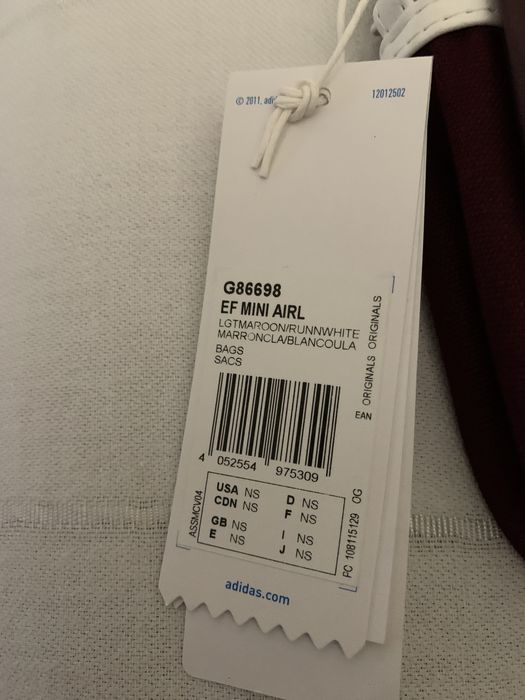 © 2011, adi
12012502
G86698
EF MINI AIRL
LGTMAROON/RUNNWHITE
MARRONCLA/BLANCOULA
BAGS
SACS
ORIGINALS ORIGINALS
EAN
4 052554 975309
ASSMCV04
USA NS D NS
CDN NS F NS
GB NS I NS
E NS J NS
PC 108115129 OG
adidas.com